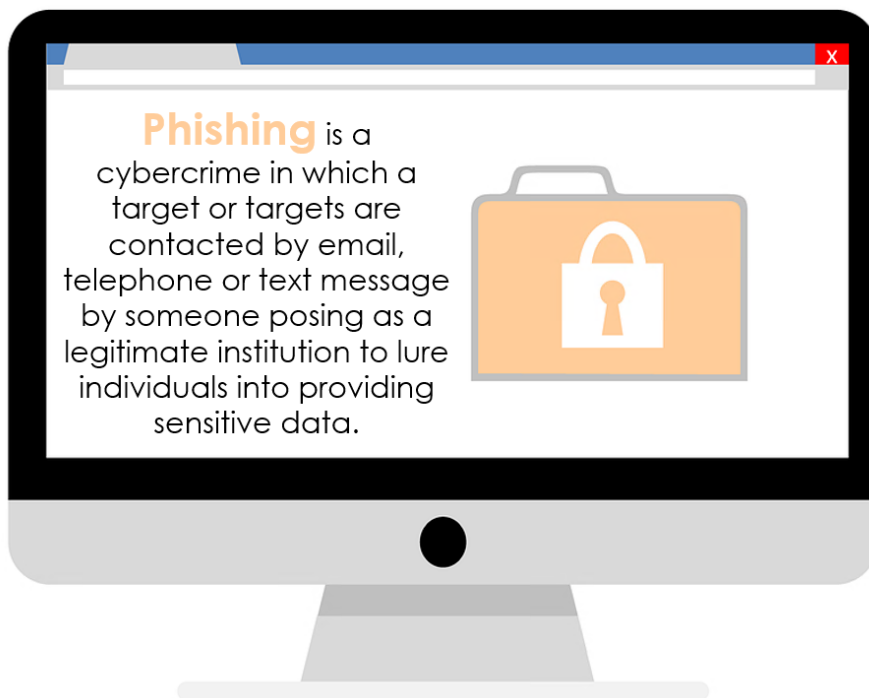 X
Phishing is a
cybercrime in which a
target or targets are
contacted by email,
telephone or text message
by someone posing as a
legitimate institution to lure
individuals into providing
sensitive data.